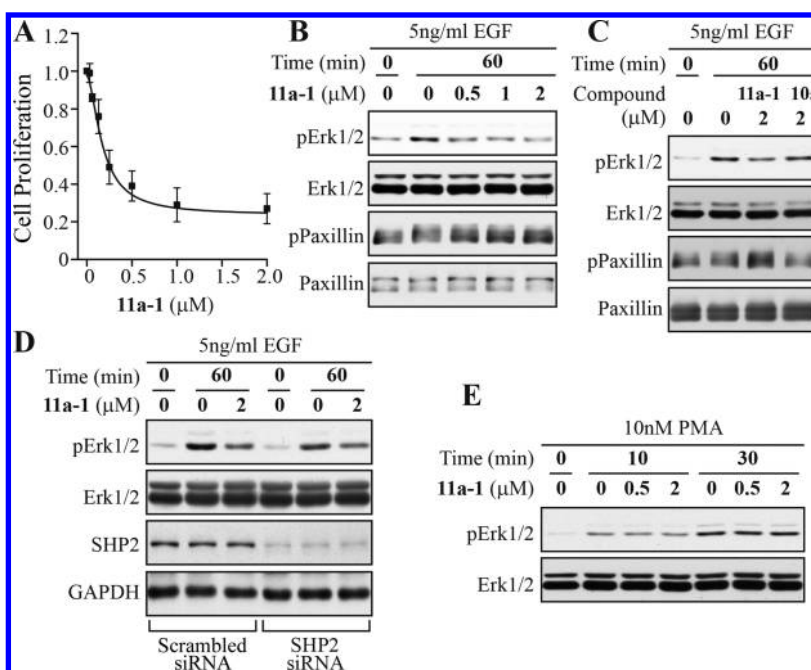 A
Cell Proliferation
1.2
1.0
0.8
0.6
0.4
0.2
0
0 0.5 1.0 1.5 2.0
11a-1 (μM)
B
5ng/ml EGF
Time (min) 0 60
11a-1 (μM) 0 0 0.5 1 2
pErk1/2
Erk1/2
pPaxillin
Paxillin
C
5ng/ml EGF
Time (min) 0 60
Compound 11a-1
(μM) 0 0 2 2
pErk1/2
Erk1/2
pPaxillin
Paxillin
D
5ng/ml EGF
Time (min) 0 60 0 60
11a-1 (μM) 0 0 2 0 0 2
pErk1/2
Erk1/2
SHP2
GAPDH
Scrambled
siRNA
SHP2
siRNA
E
10nM PMA
Time (min) 0 10 30
11a-1 (μM) 0 0 0.5 2 0 0.5 2
pErk1/2
Erk1/2